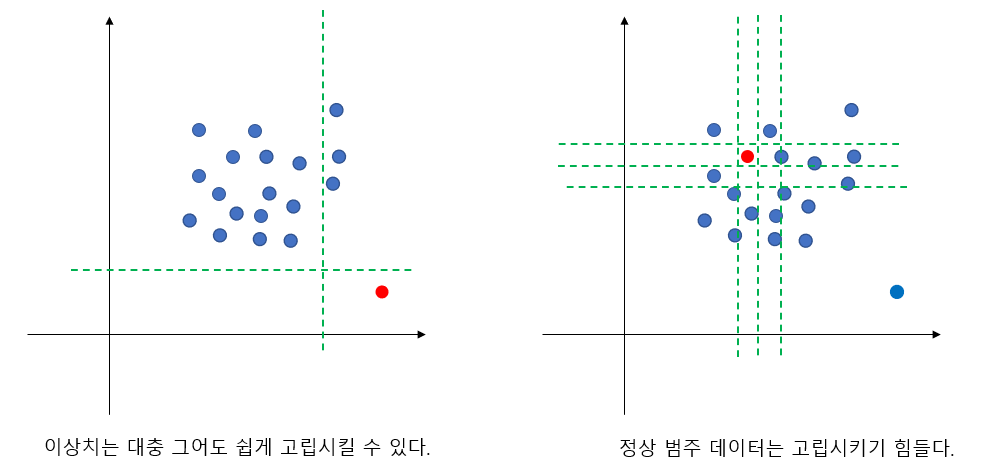 이상치는 대충 그어도 쉽게 고립시킬 수 있다.
정상 범주 데이터는 고립시키기 힘들다.